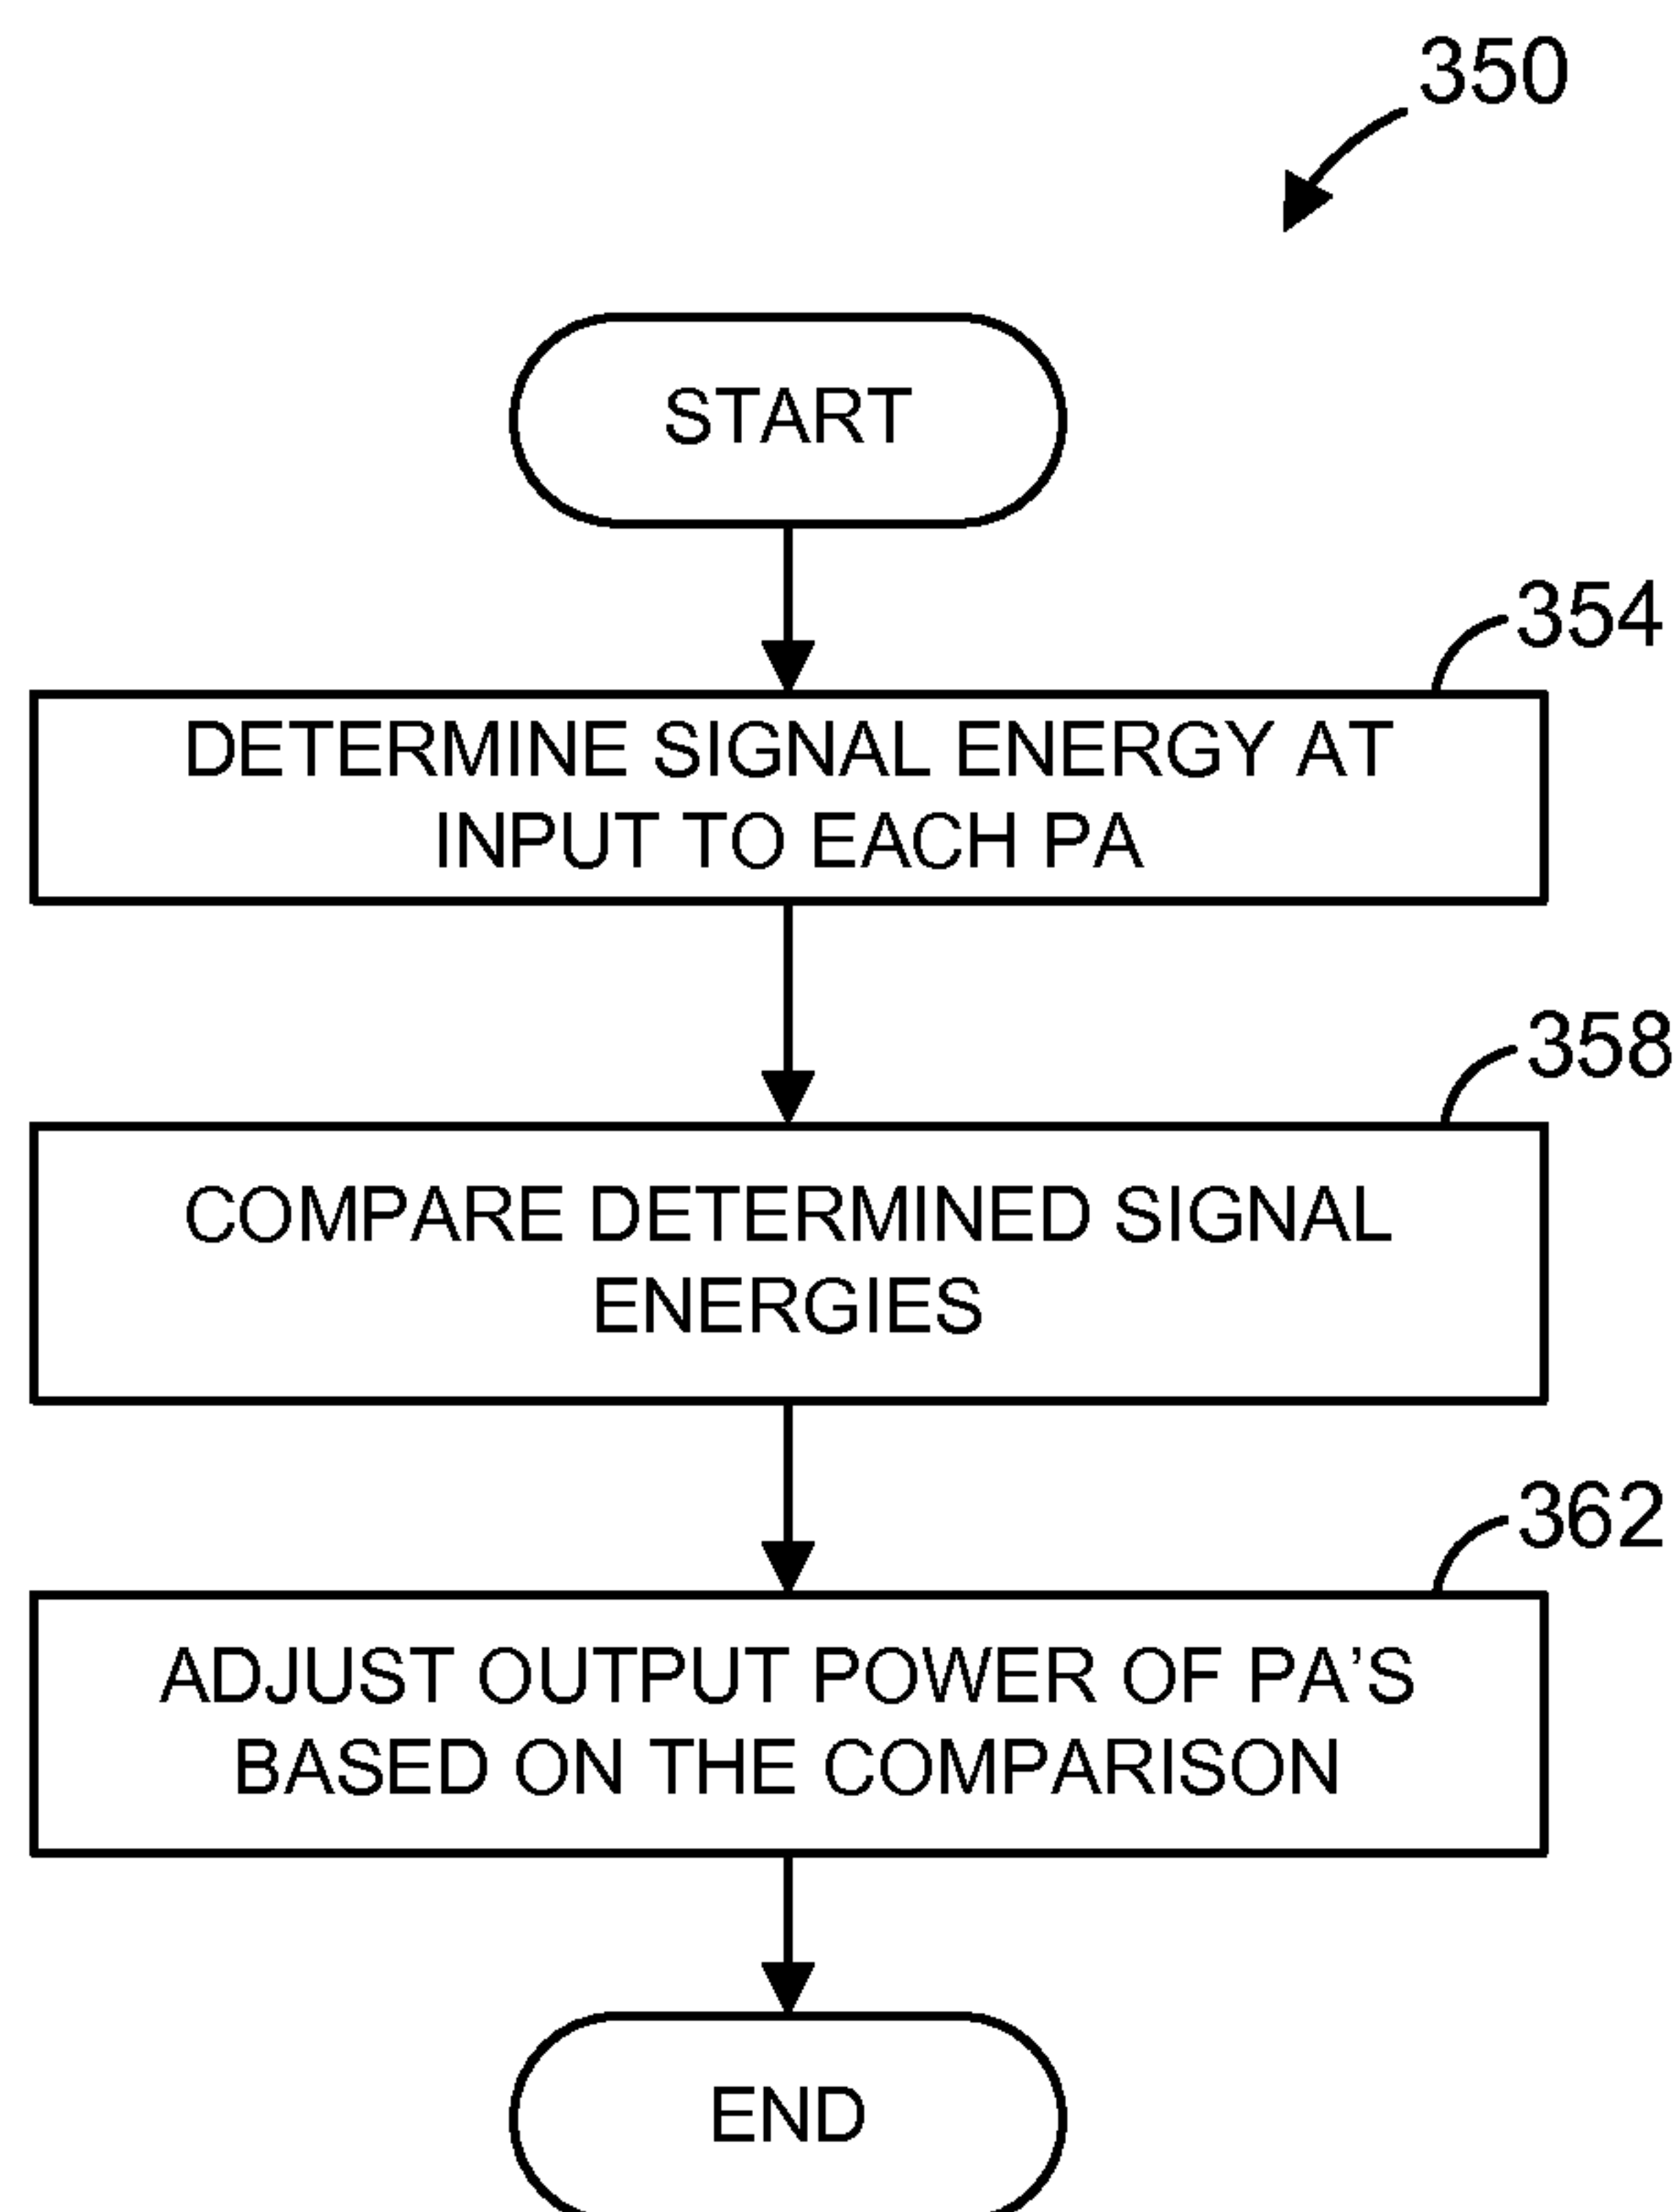 350
START
354
DETERMINE SIGNAL ENERGY AT
INPUT TO EACH PA
358
COMPARE DETERMINED SIGNAL
ENERGIES
362
ADJUST OUTPUT POWER OF PA'S
BASED ON THE COMPARISON
END